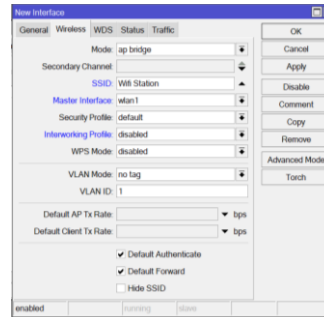 New Interface
General Wireless WDS Status Traffic
OK
Mode: ap bridge
Cancel
Secondary Channel:
Apply
SSID: Wifi Station
Disable
Master Interface: wlan1
Comment
Security Profile: default
Copy
Interworking Profile: disabled
Remove
WPS Mode: disabled
Advanced Mode
VLAN Mode: no tag
Torch
VLAN ID: 1
Default AP Tx Rate: bps
Default Client Tx Rate: bps
Default Authenticate
Default Forward
Hide SSID
enabled running slave